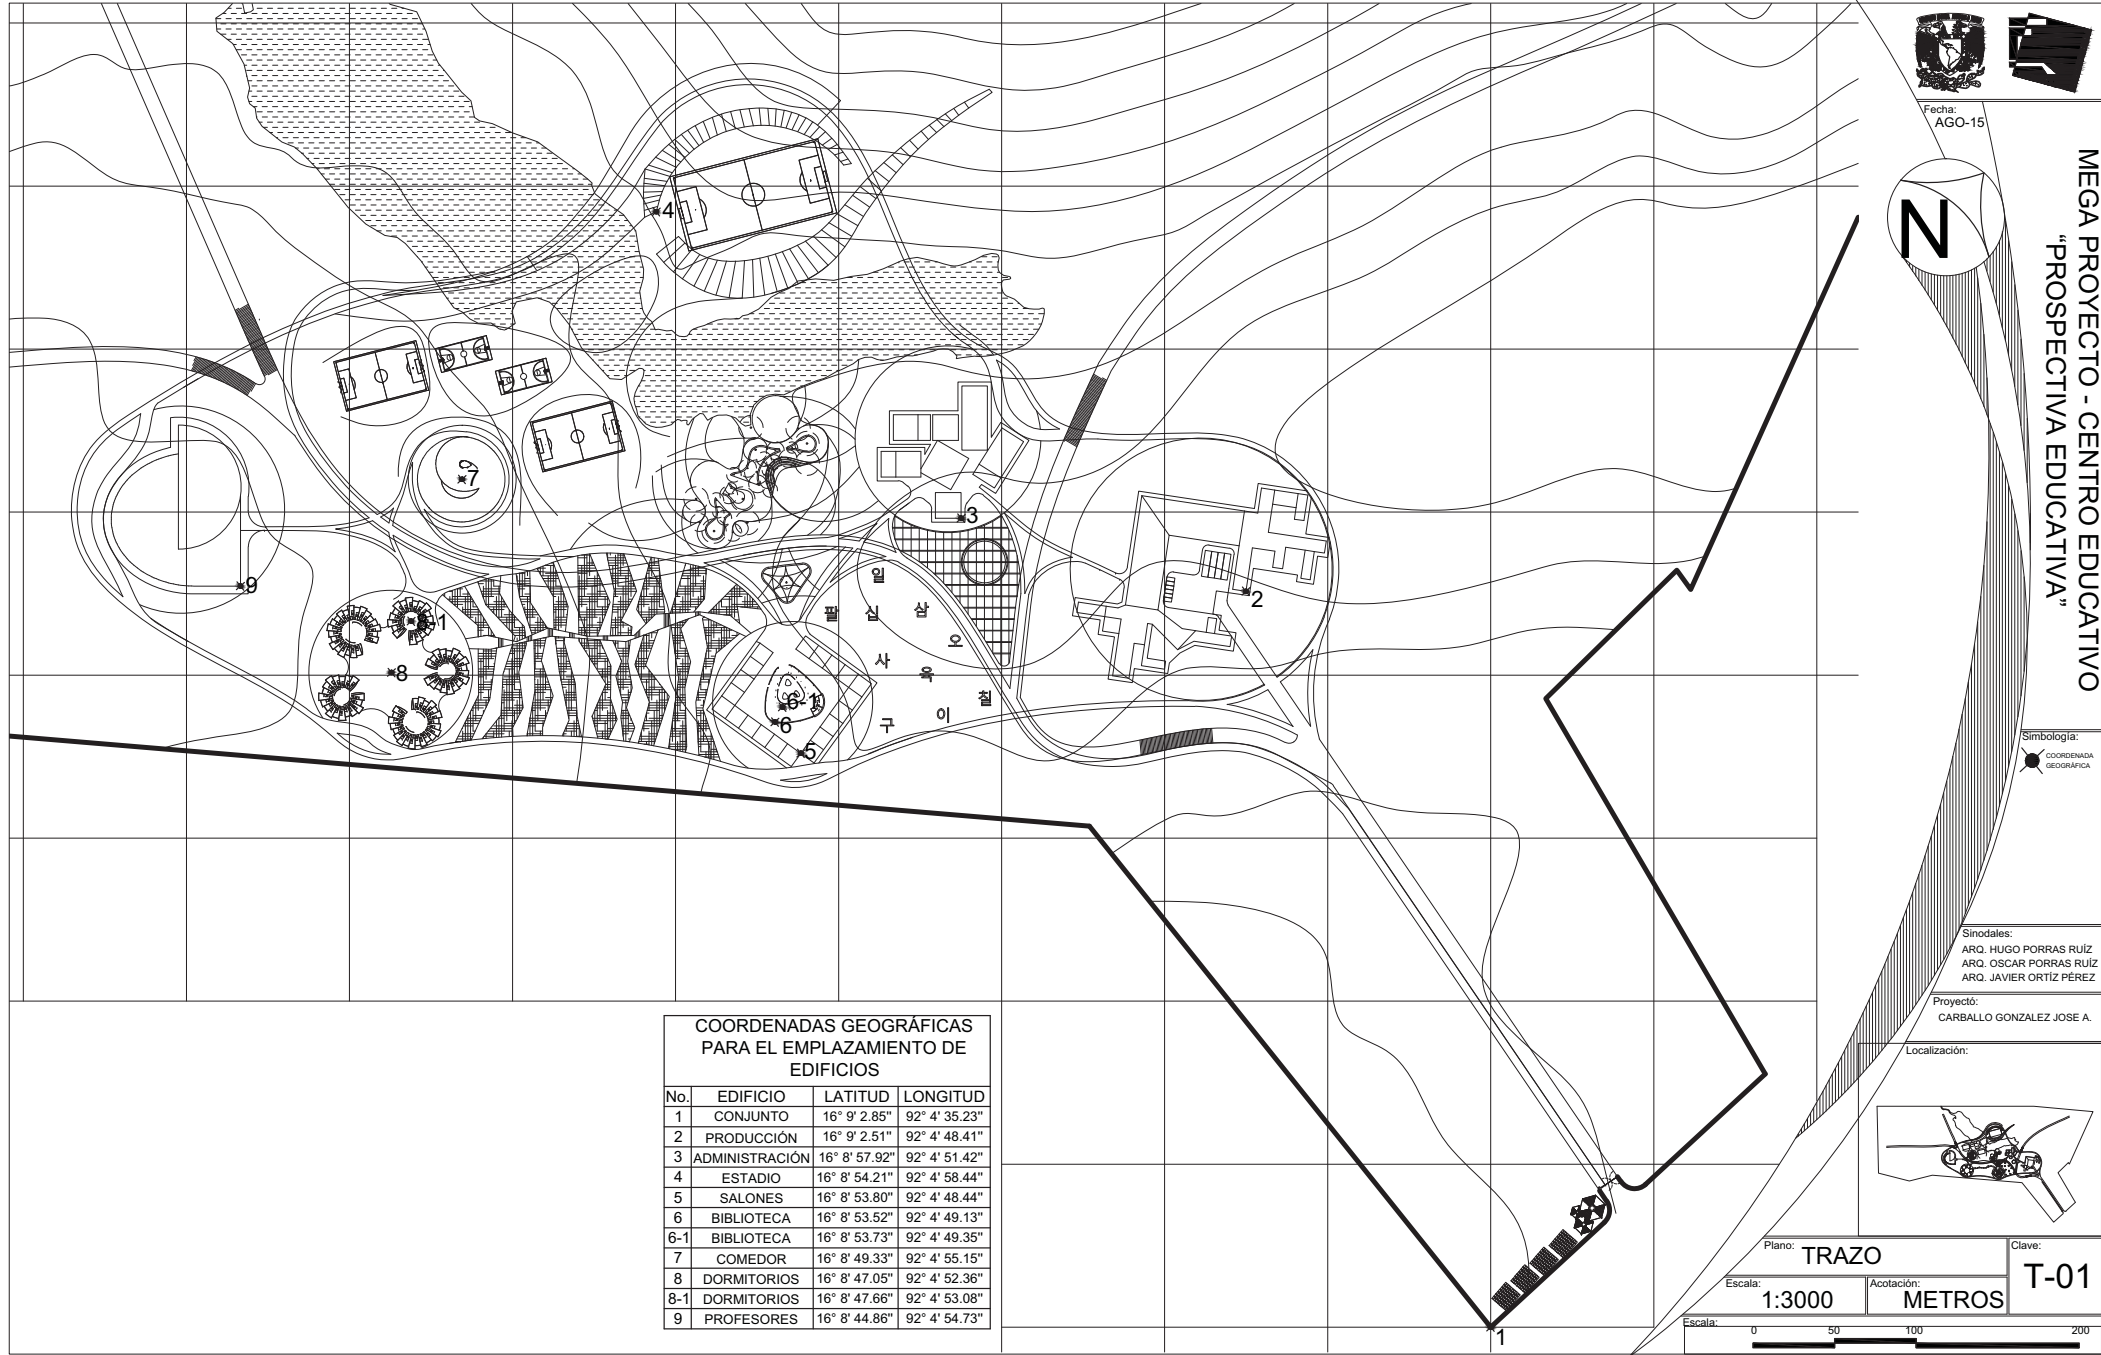 4
7
3
9
2
8-1
8
6-1
6
5
1
일
팔
십
삼
오
사
육
칠
이
구
COORDENADAS GEOGRÁFICAS
PARA EL EMPLAZAMIENTO DE
EDIFICIOS
No. EDIFICIO LATITUD LONGITUD
1 CONJUNTO 16° 9' 2.85" 92° 4' 35.23"
2 PRODUCCIÓN 16° 9' 2.51" 92° 4' 48.41"
3 ADMINISTRACIÓN 16° 8' 57.92" 92° 4' 51.42"
4 ESTADIO 16° 8' 54.21" 92° 4' 58.44"
5 SALONES 16° 8' 53.80" 92° 4' 48.44"
6 BIBLIOTECA 16° 8' 53.52" 92° 4' 49.13"
6-1 BIBLIOTECA 16° 8' 53.73" 92° 4' 49.35"
7 COMEDOR 16° 8' 49.33" 92° 4' 55.15"
8 DORMITORIOS 16° 8' 47.05" 92° 4' 52.36"
8-1 DORMITORIOS 16° 8' 47.66" 92° 4' 53.08"
9 PROFESORES 16° 8' 44.86" 92° 4' 54.73"
Fecha:
AGO-15
N
MEGA PROYECTO - CENTRO EDUCATIVO
“PROSPECTIVA EDUCATIVA”
Simbología:
COORDENADA
GEOGRÁFICA
Sinodales:
ARQ. HUGO PORRAS RUÍZ
ARQ. OSCAR PORRAS RUÍZ
ARQ. JAVIER ORTÍZ PÉREZ
Proyectó:
CARBALLO GONZALEZ JOSE A.
Localización:
Plano: TRAZO
Clave:
T-01
Escala:
1:3000
Acotación:
METROS
Escala:
0 50 100 200